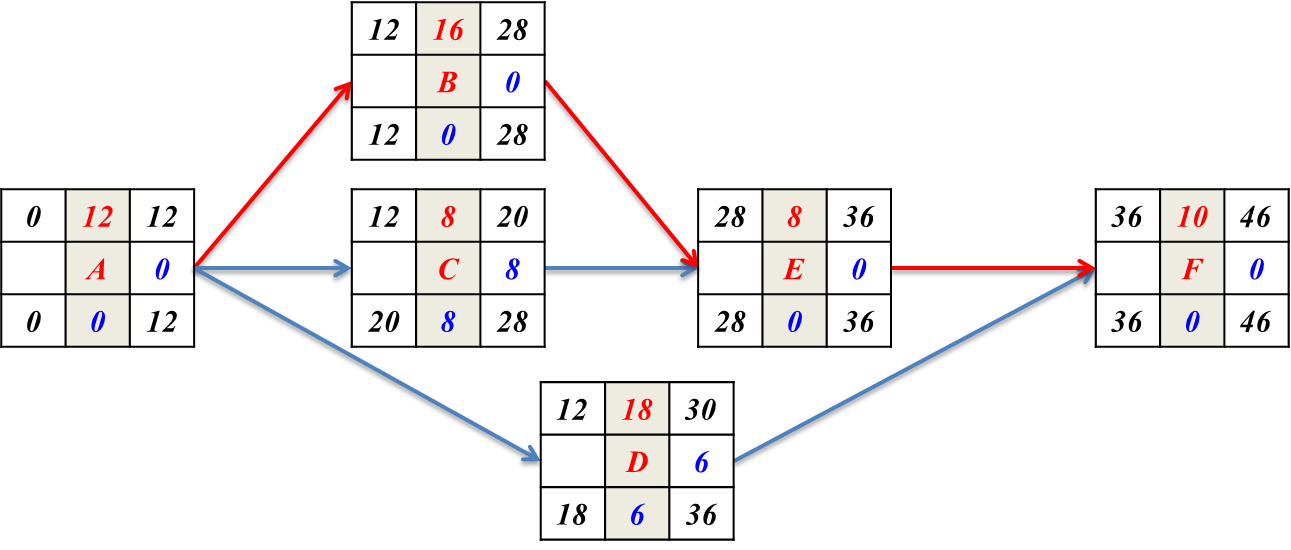 12 16 28
B 0
12 0 28
0 12 12
A 0
0 0 12
12 8 20
C 8
20 8 28
28 8 36
E 0
28 0 36
36 10 46
F 0
36 0 46
12 18 30
D 6
18 6 36